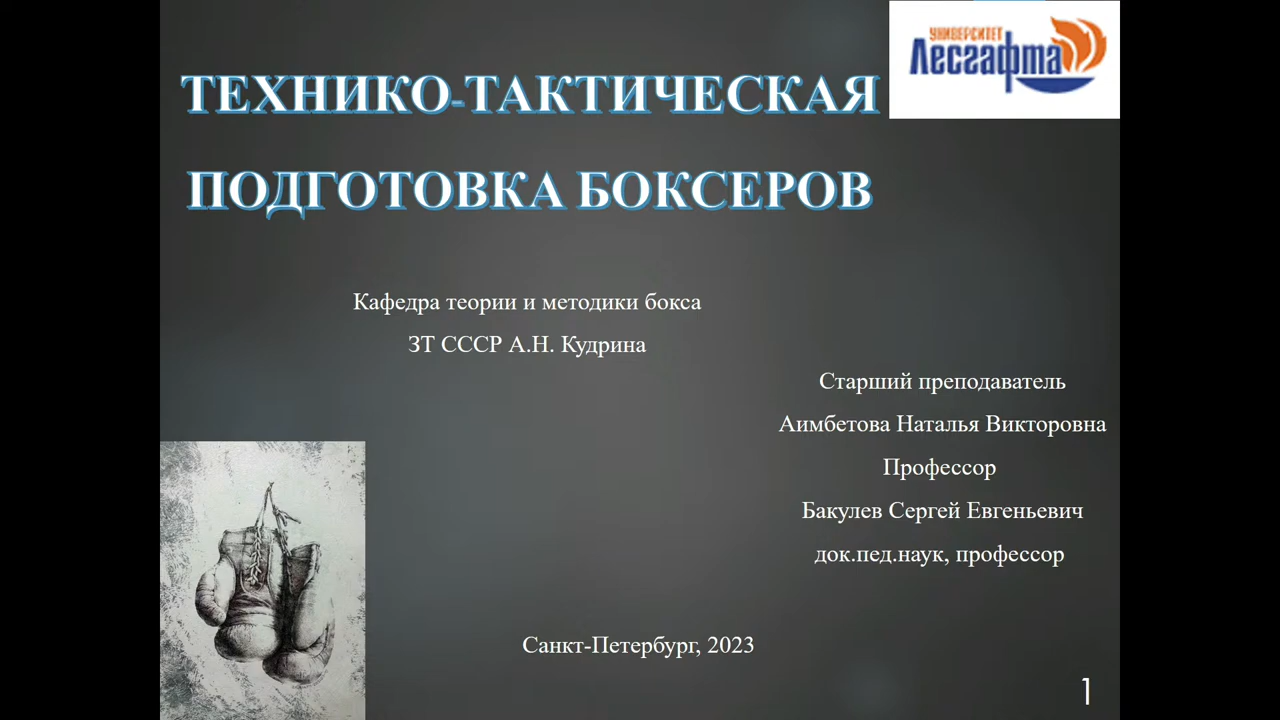 УНИВЕРСИТЕТ
Лесгафта
ТЕХНИКО-ТАКТИЧЕСКАЯ
ПОДГОТОВКА БОКСЕРОВ
Кафедра теории и методики бокса
ЗТ СССР А.Н. Кудрина
Старший преподаватель
Аимбетова Наталья Викторовна
Профессор
Бакулев Сергей Евгеньевич
док.пед.наук, профессор
Санкт-Петербург, 2023
1